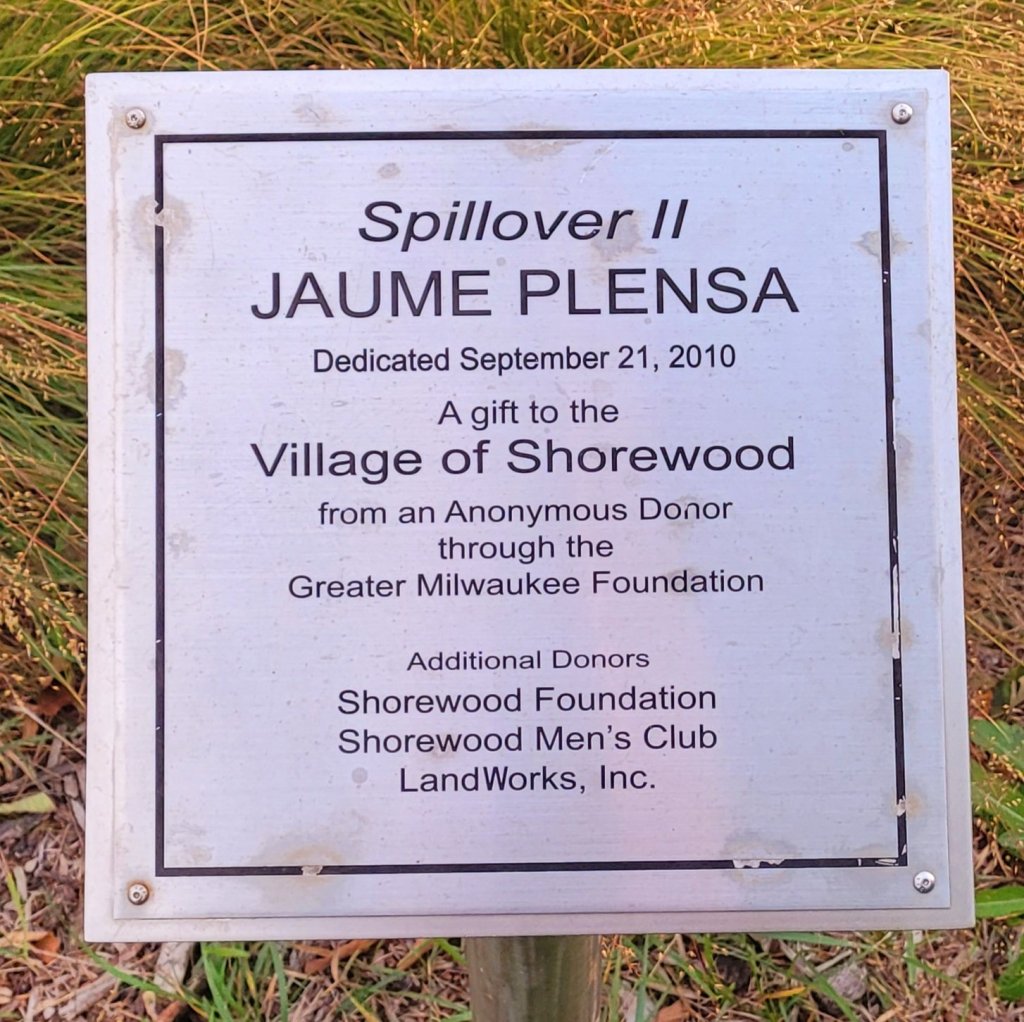 Spillover II
JAUME PLENSA
Dedicated September 21, 2010
A gift to the
Village of Shorewood
from an Anonymous Donor
through the
Greater Milwaukee Foundation
Additional Donors
Shorewood Foundation
Shorewood Men's Club
LandWorks, Inc.